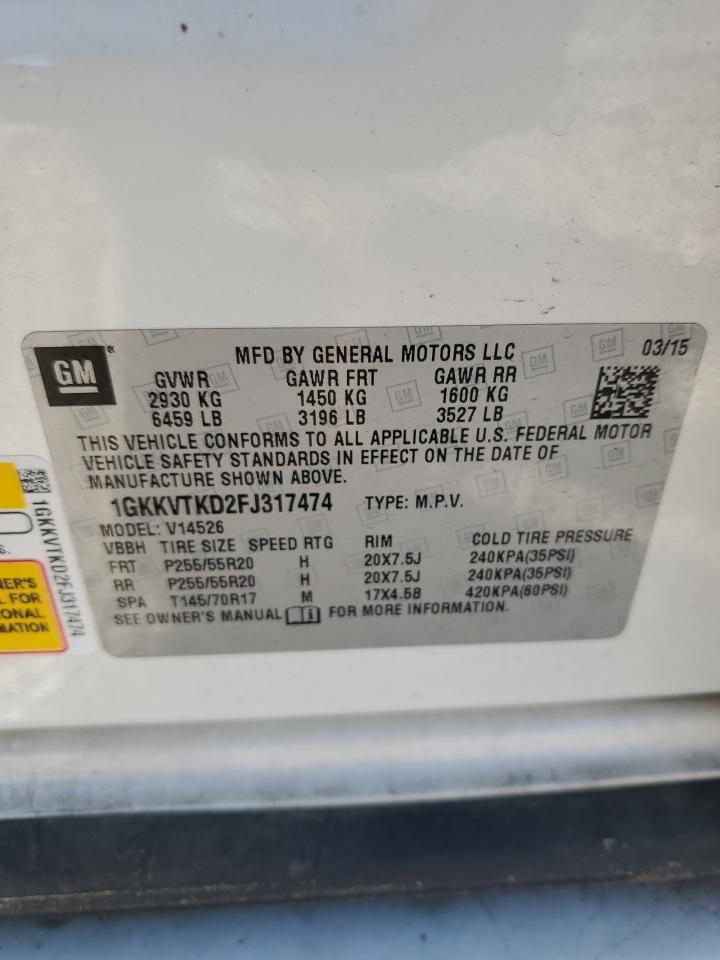 GM ®
MFD BY GENERAL MOTORS LLC 03/15
GVWR GAWR FRT GAWR RR
2930 KG 1450 KG 1600 KG
6459 LB 3196 LB 3527 LB
THIS VEHICLE CONFORMS TO ALL APPLICABLE U.S. FEDERAL MOTOR
VEHICLE SAFETY STANDARDS IN EFFECT ON THE DATE OF
MANUFACTURE SHOWN ABOVE.
1GKKVTKD2FJ317474 TYPE: M.P.V.
MODEL: V14526
VBBH TIRE SIZE SPEED RTG RIM COLD TIRE PRESSURE
FRT P255/55R20 H 20X7.5J 240KPA(35PSI)
RR P255/55R20 H 20X7.5J 240KPA(35PSI)
SPA T145/70R17 M 17X4.5B 420KPA(60PSI)
SEE OWNER'S MANUAL i FOR MORE INFORMATION.
1GKKVTKD2FJ317474